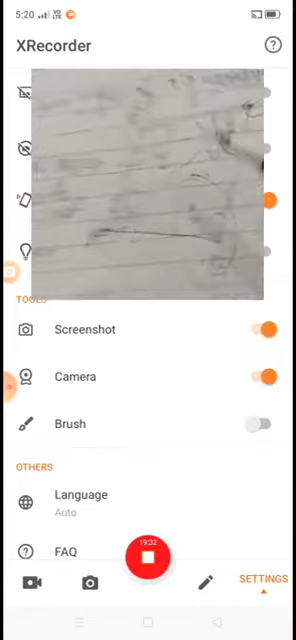 5:20
XRecorder
TOOLS
Screenshot
Camera
Brush
OTHERS
Language
Auto
19:32
FAQ
SETTINGS